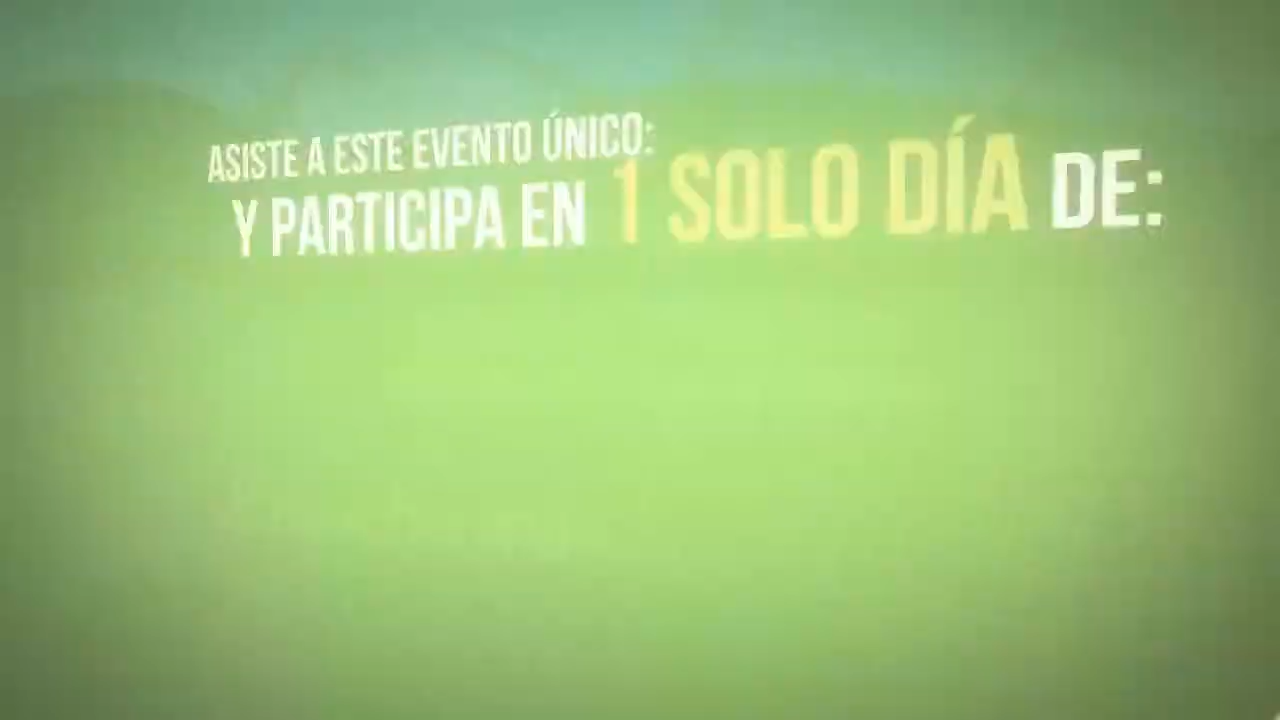 ASISTE A ESTE EVENTO ÚNICO:
Y PARTICIPA EN 1 SOLO DÍA DE: